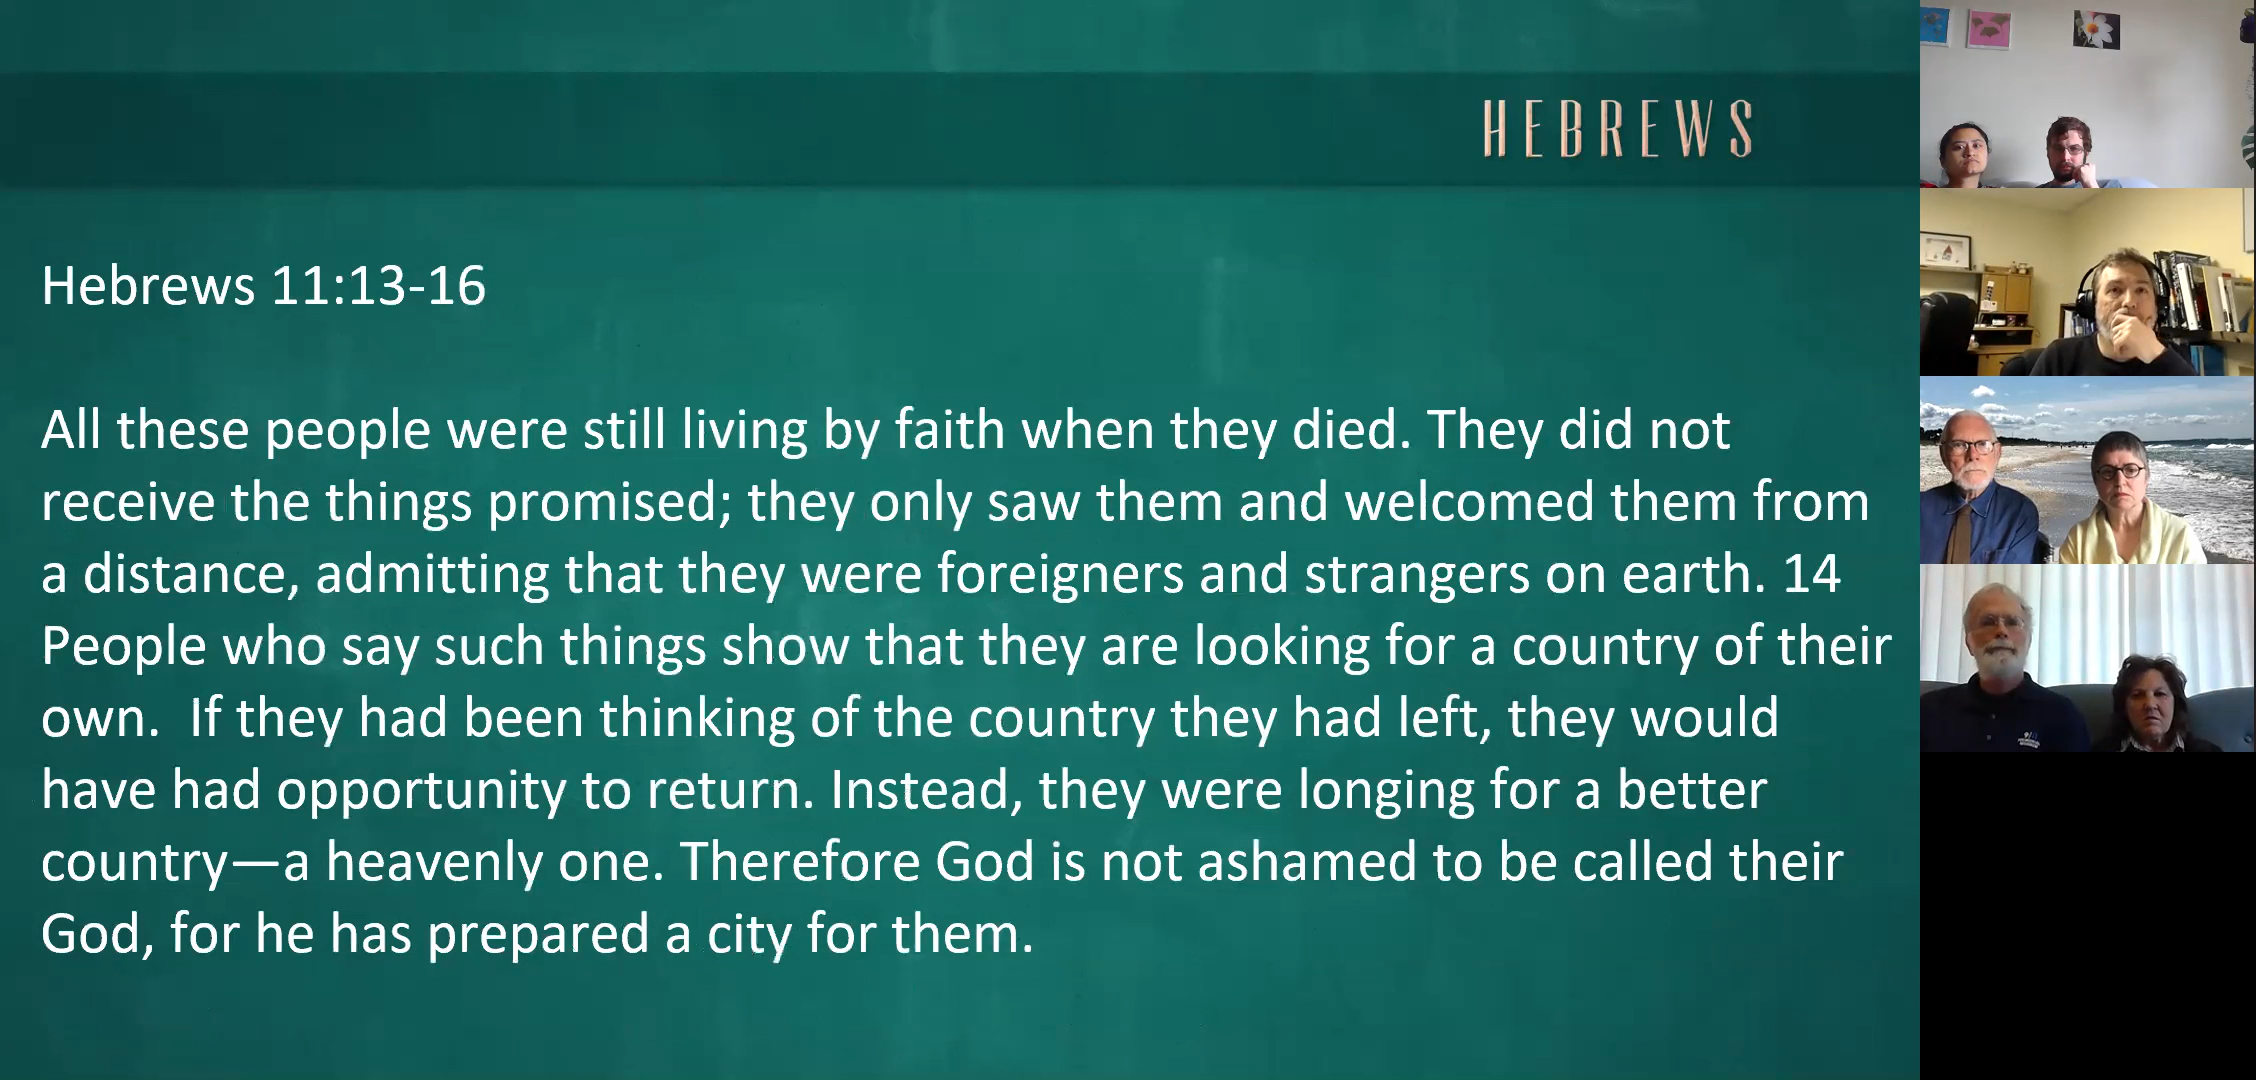 HEBREWS
Hebrews 11:13-16
All these people were still living by faith when they died. They did not
receive the things promised; they only saw them and welcomed them from
a distance, admitting that they were foreigners and strangers on earth. 14
People who say such things show that they are looking for a country of their
own.  If they had been thinking of the country they had left, they would
have had opportunity to return. Instead, they were longing for a better
country—a heavenly one. Therefore God is not ashamed to be called their
God, for he has prepared a city for them.